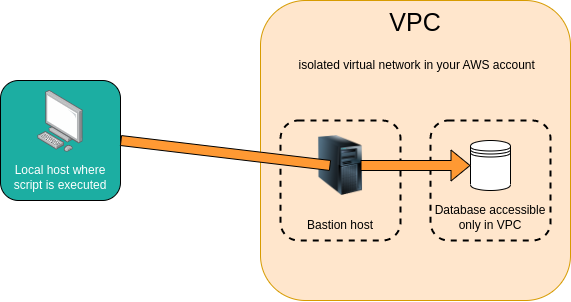 VPC
isolated virtual network in your AWS account
Local host where
script is executed
Bastion host
Database accessible
only in VPC